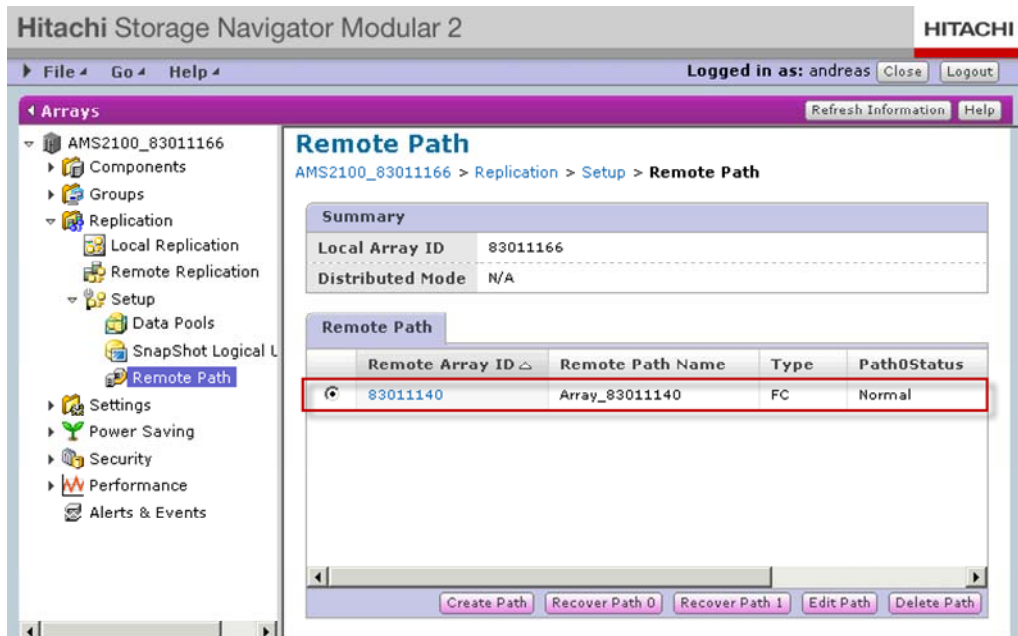 Hitachi Storage Navigator Modular 2
HITACHI
File Go Help
Logged in as: andreas Close Logout
Arrays
Refresh Information Help
AMS2100_83011166
Components
Groups
Replication
Local Replication
Remote Replication
Setup
Data Pools
SnapShot Logical
Remote Path
Settings
Power Saving
Security
Performance
Alerts & Events
Remote Path
AMS2100_83011166 > Replication > Setup > Remote Path
Summary
Local Array ID 83011166
Distributed Mode N/A
Remote Path
Remote Array ID Remote Path Name Type Path0Status
83011140 Array_83011140 FC Normal
Create Path Recover Path 0 Recover Path 1 Edit Path Delete Path